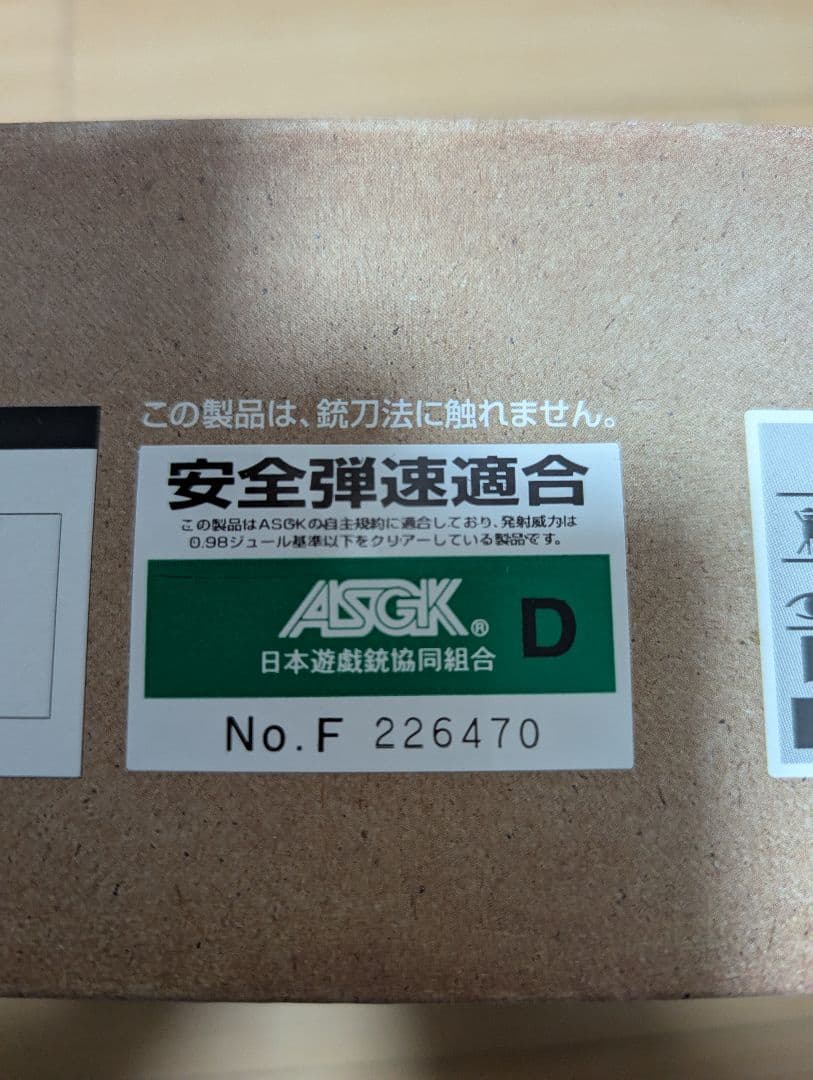 この製品は、銃刀法に触れません。
安全弾速適合
この製品はASGKの自主規約に適合しており、発射威力は
0.98ジュール基準以下をクリアーしている製品です。
ASGK®
D
日本遊戯銃協同組合
No.F 226470